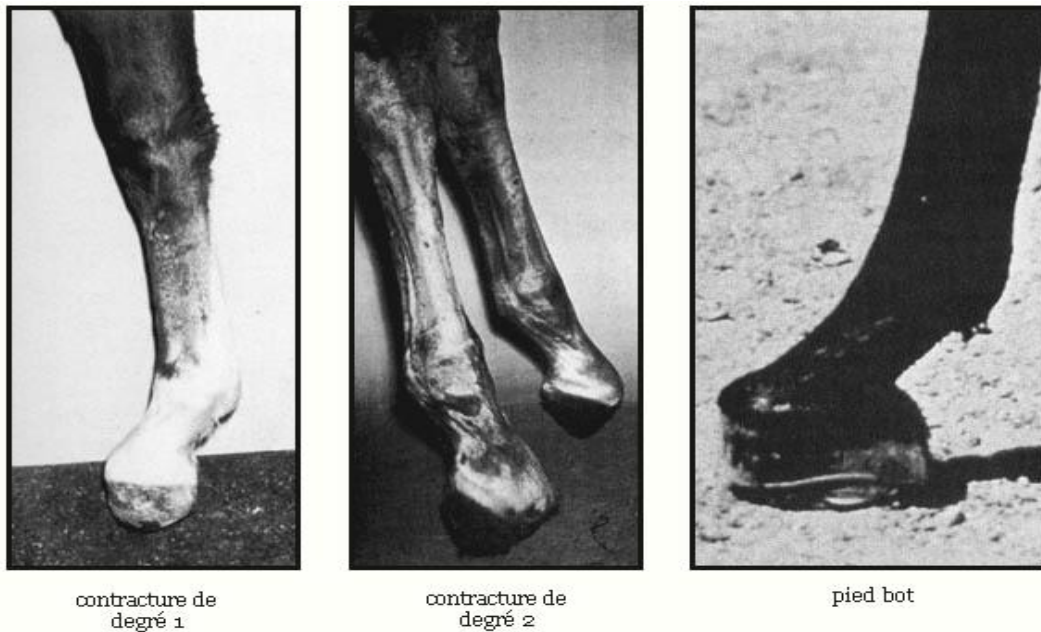 contracture de
degré 1
contracture de
degré 2
pied bot